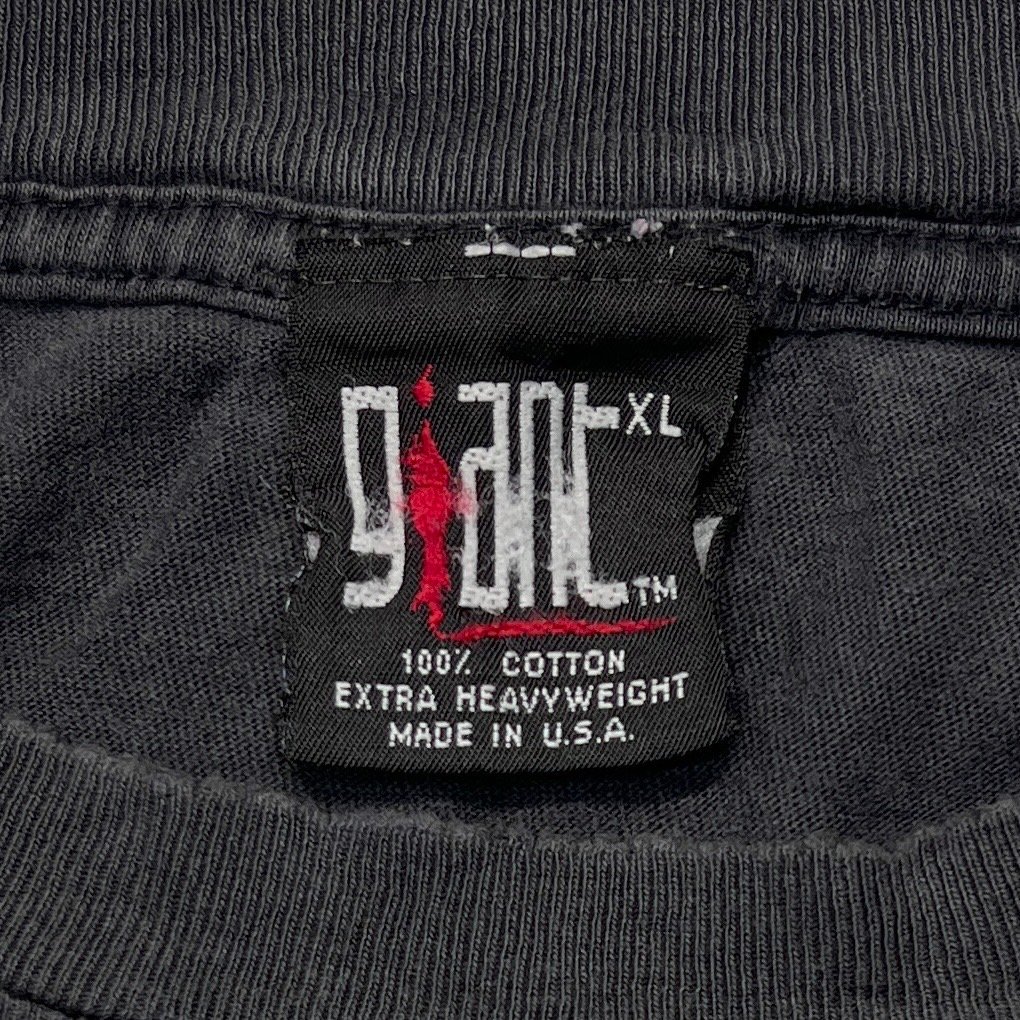 giant XL
TM
100% COTTON
EXTRA HEAVYWEIGHT
MADE IN U.S.A.